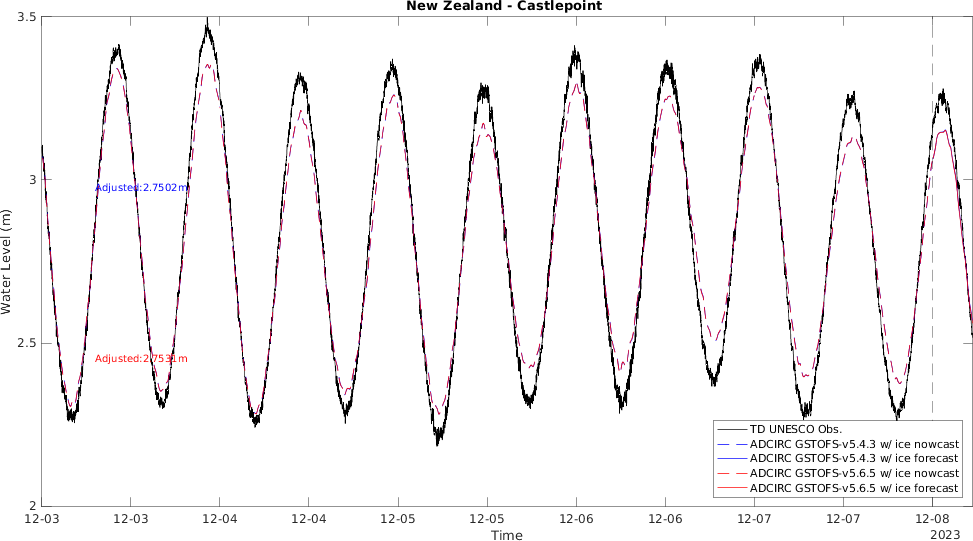 New Zealand - Castlepoint
3.5
3
2.5
2
Water Level (m)
Adjusted:2.7502m
Adjusted:2.7531m
TD UNESCO Obs.
ADCIRC GSTOFS-v5.4.3 w/ ice nowcast
ADCIRC GSTOFS-v5.4.3 w/ ice forecast
ADCIRC GSTOFS-v5.6.5 w/ ice nowcast
ADCIRC GSTOFS-v5.6.5 w/ ice forecast
12-03 12-03 12-04 12-04 12-05 12-05 12-06 12-06 12-07 12-07 12-08
2023
Time